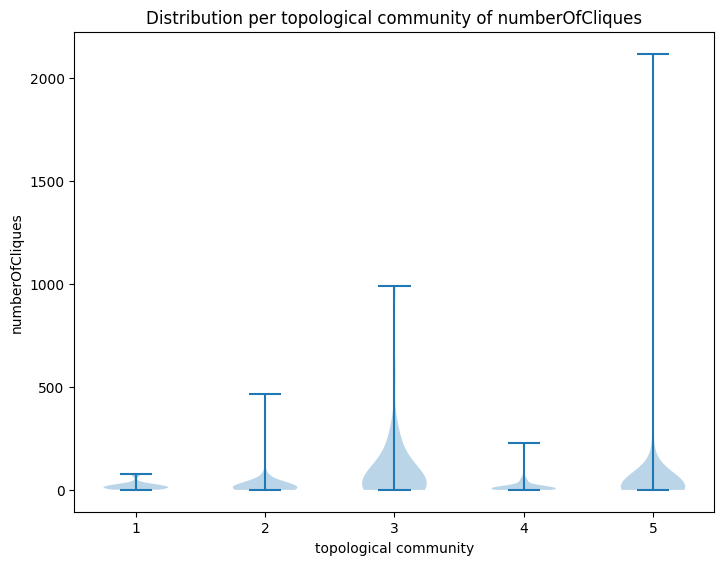 Distribution per topological community of numberOfCliques
numberOfCliques
2000
1500
1000
500
0
1 2 3 4 5
topological community